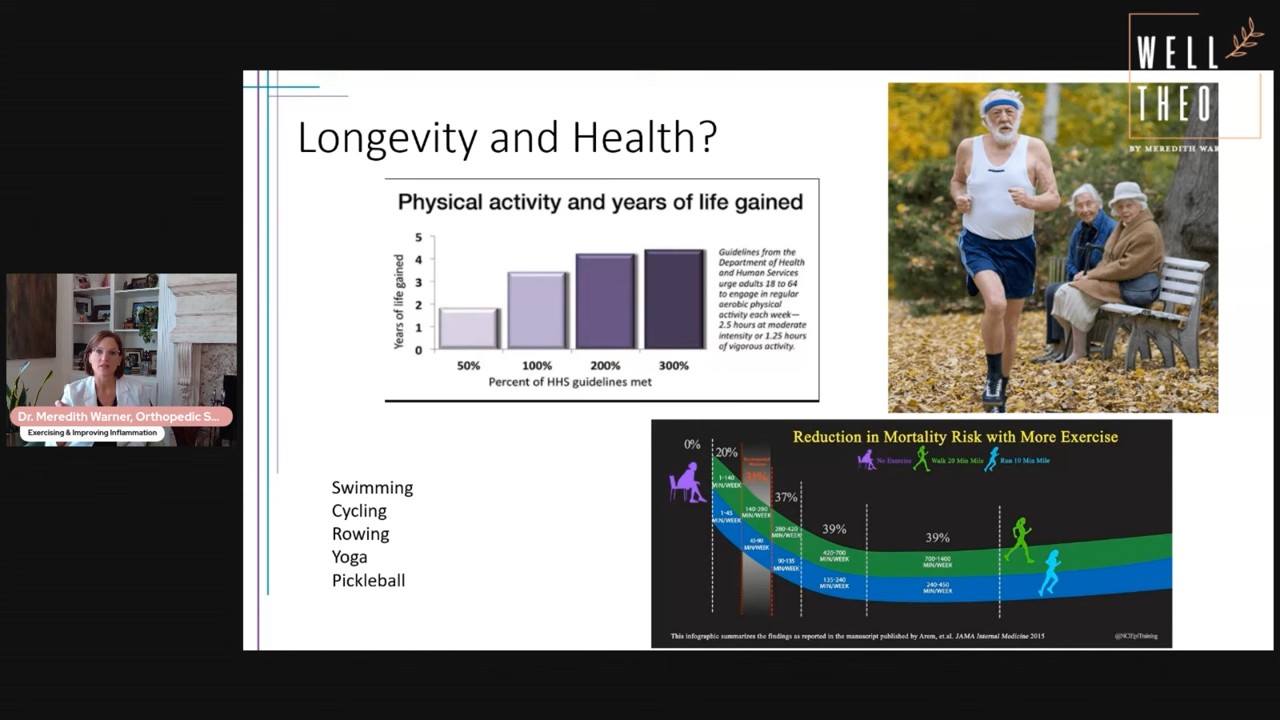 WELL
THEO
BY MEREDITH WAR
Longevity and Health?
Physical activity and years of life gained
Years of life gained
5
4
3
2
1
0
50% 100% 200% 300%
Percent of HHS guidelines met
Guidelines from the
Department of Health
and Human Services
urge adults 18 to 64
to engage in regular
aerobic physical
activity each week—
2.5 hours at moderate
intensity or 1.25 hours
of vigorous activity.
Dr. Meredith Warner, Orthopedic S...
Exercising & Improving Inflammation
Swimming
Cycling
Rowing
Yoga
Pickleball
Reduction in Mortality Risk with More Exercise
No Exercise Walk 20 Min Mile Run 10 Min Mile
0%
20%
31%
37%
39%
39%
1-140
MIN/WEEK
140-280
MIN/WEEK
280-420
MIN/WEEK
420-700
MIN/WEEK
700-1400
MIN/WEEK
1-45
MIN/WEEK
45-90
MIN/WEEK
90-135
MIN/WEEK
135-240
MIN/WEEK
240-450
MIN/WEEK
This infographic summarizes the findings as reported in the manuscript published by Arem, et.al. JAMA Internal Medicine 2015
@NCIEpiTraining